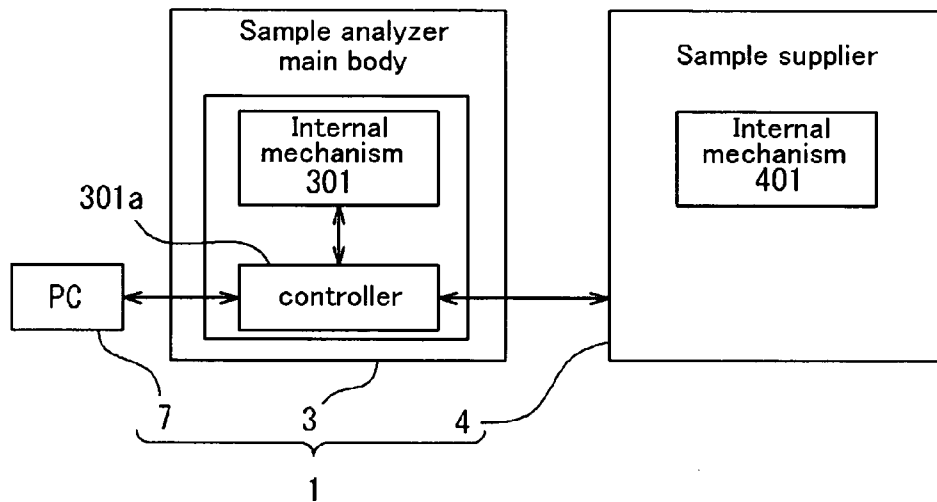 Sample analyzer
main body
Internal
mechanism
301
301a
PC
controller
Sample supplier
Internal
mechanism
401
7
3
4
1